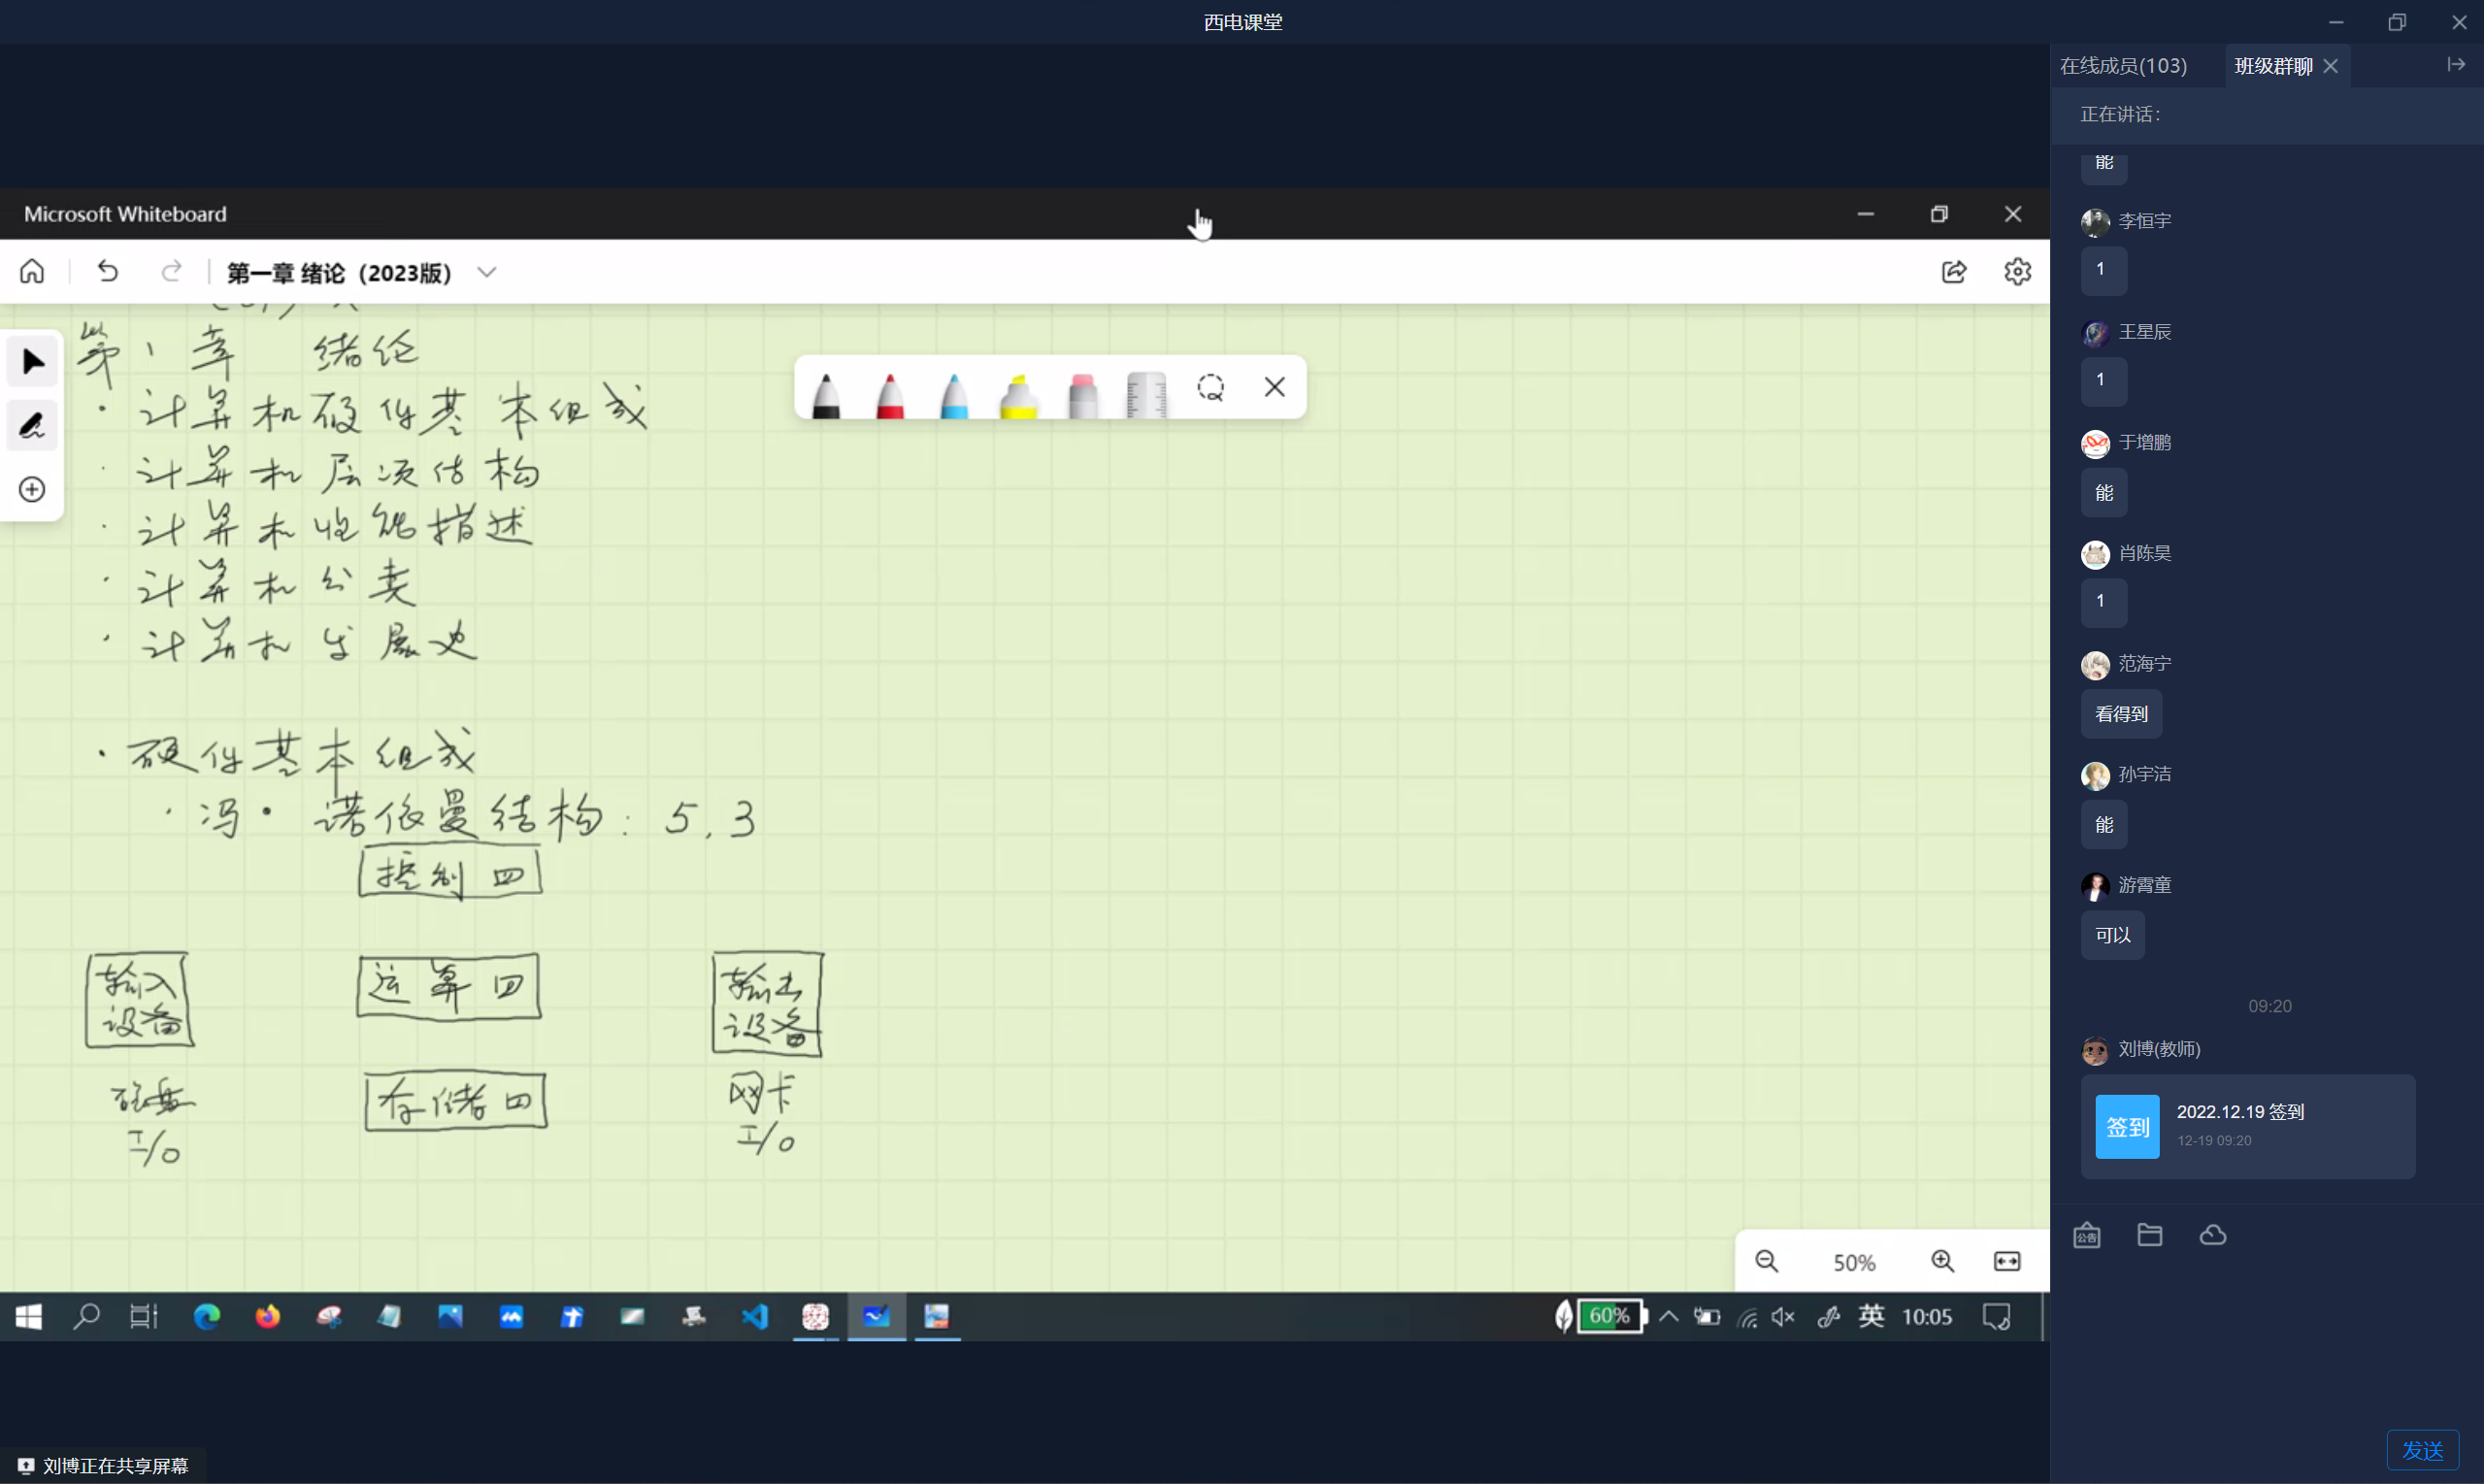 西电课堂
Microsoft Whiteboard
第一章 绪论（2023版）
第1章 绪论
· 计算机硬件基本组成
· 计算机层次结构
· 计算机性能描述
· 计算机分类
· 计算机发展史
· 硬件基本组成
· 冯·诺依曼结构: 5, 3
控制四
输入设备
运算四
输出设备
磁盘
I/O
存储四
网卡
I/O
50%
60%
英
10:05
刘博正在共享屏幕
在线成员(103)
班级群聊
正在讲话:
能
李恒宇
1
王星辰
1
于增鹏
能
肖陈昊
1
范海宁
看得到
孙宇洁
能
游霄童
可以
09:20
刘博(教师)
签到
2022.12.19 签到
12-19 09:20
公告
发送